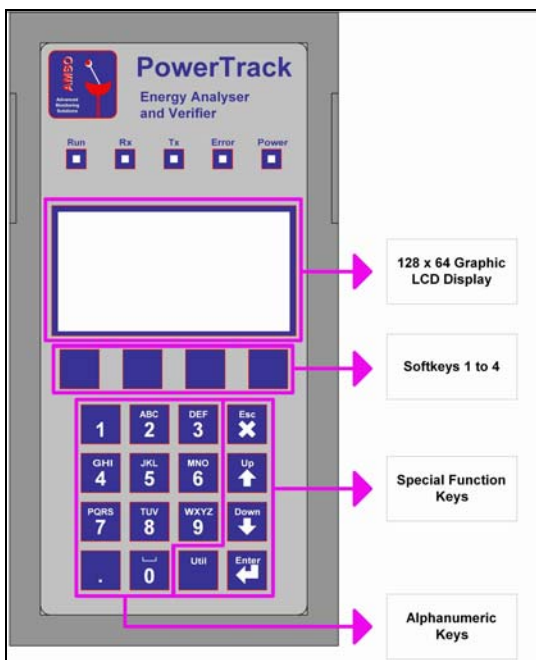 AMSO
Advanced
Monitoring
Solutions
PowerTrack
Energy Analyser
and Verifier
Run Rx Tx Error Power
128 x 64 Graphic
LCD Display
Softkeys 1 to 4
1
ABC
2
DEF
3
Esc
GHI
4
JKL
5
MNO
6
Up
PQRS
7
TUV
8
WXYZ
9
Down
.
0
Util
Enter
Special Function
Keys
Alphanumeric
Keys